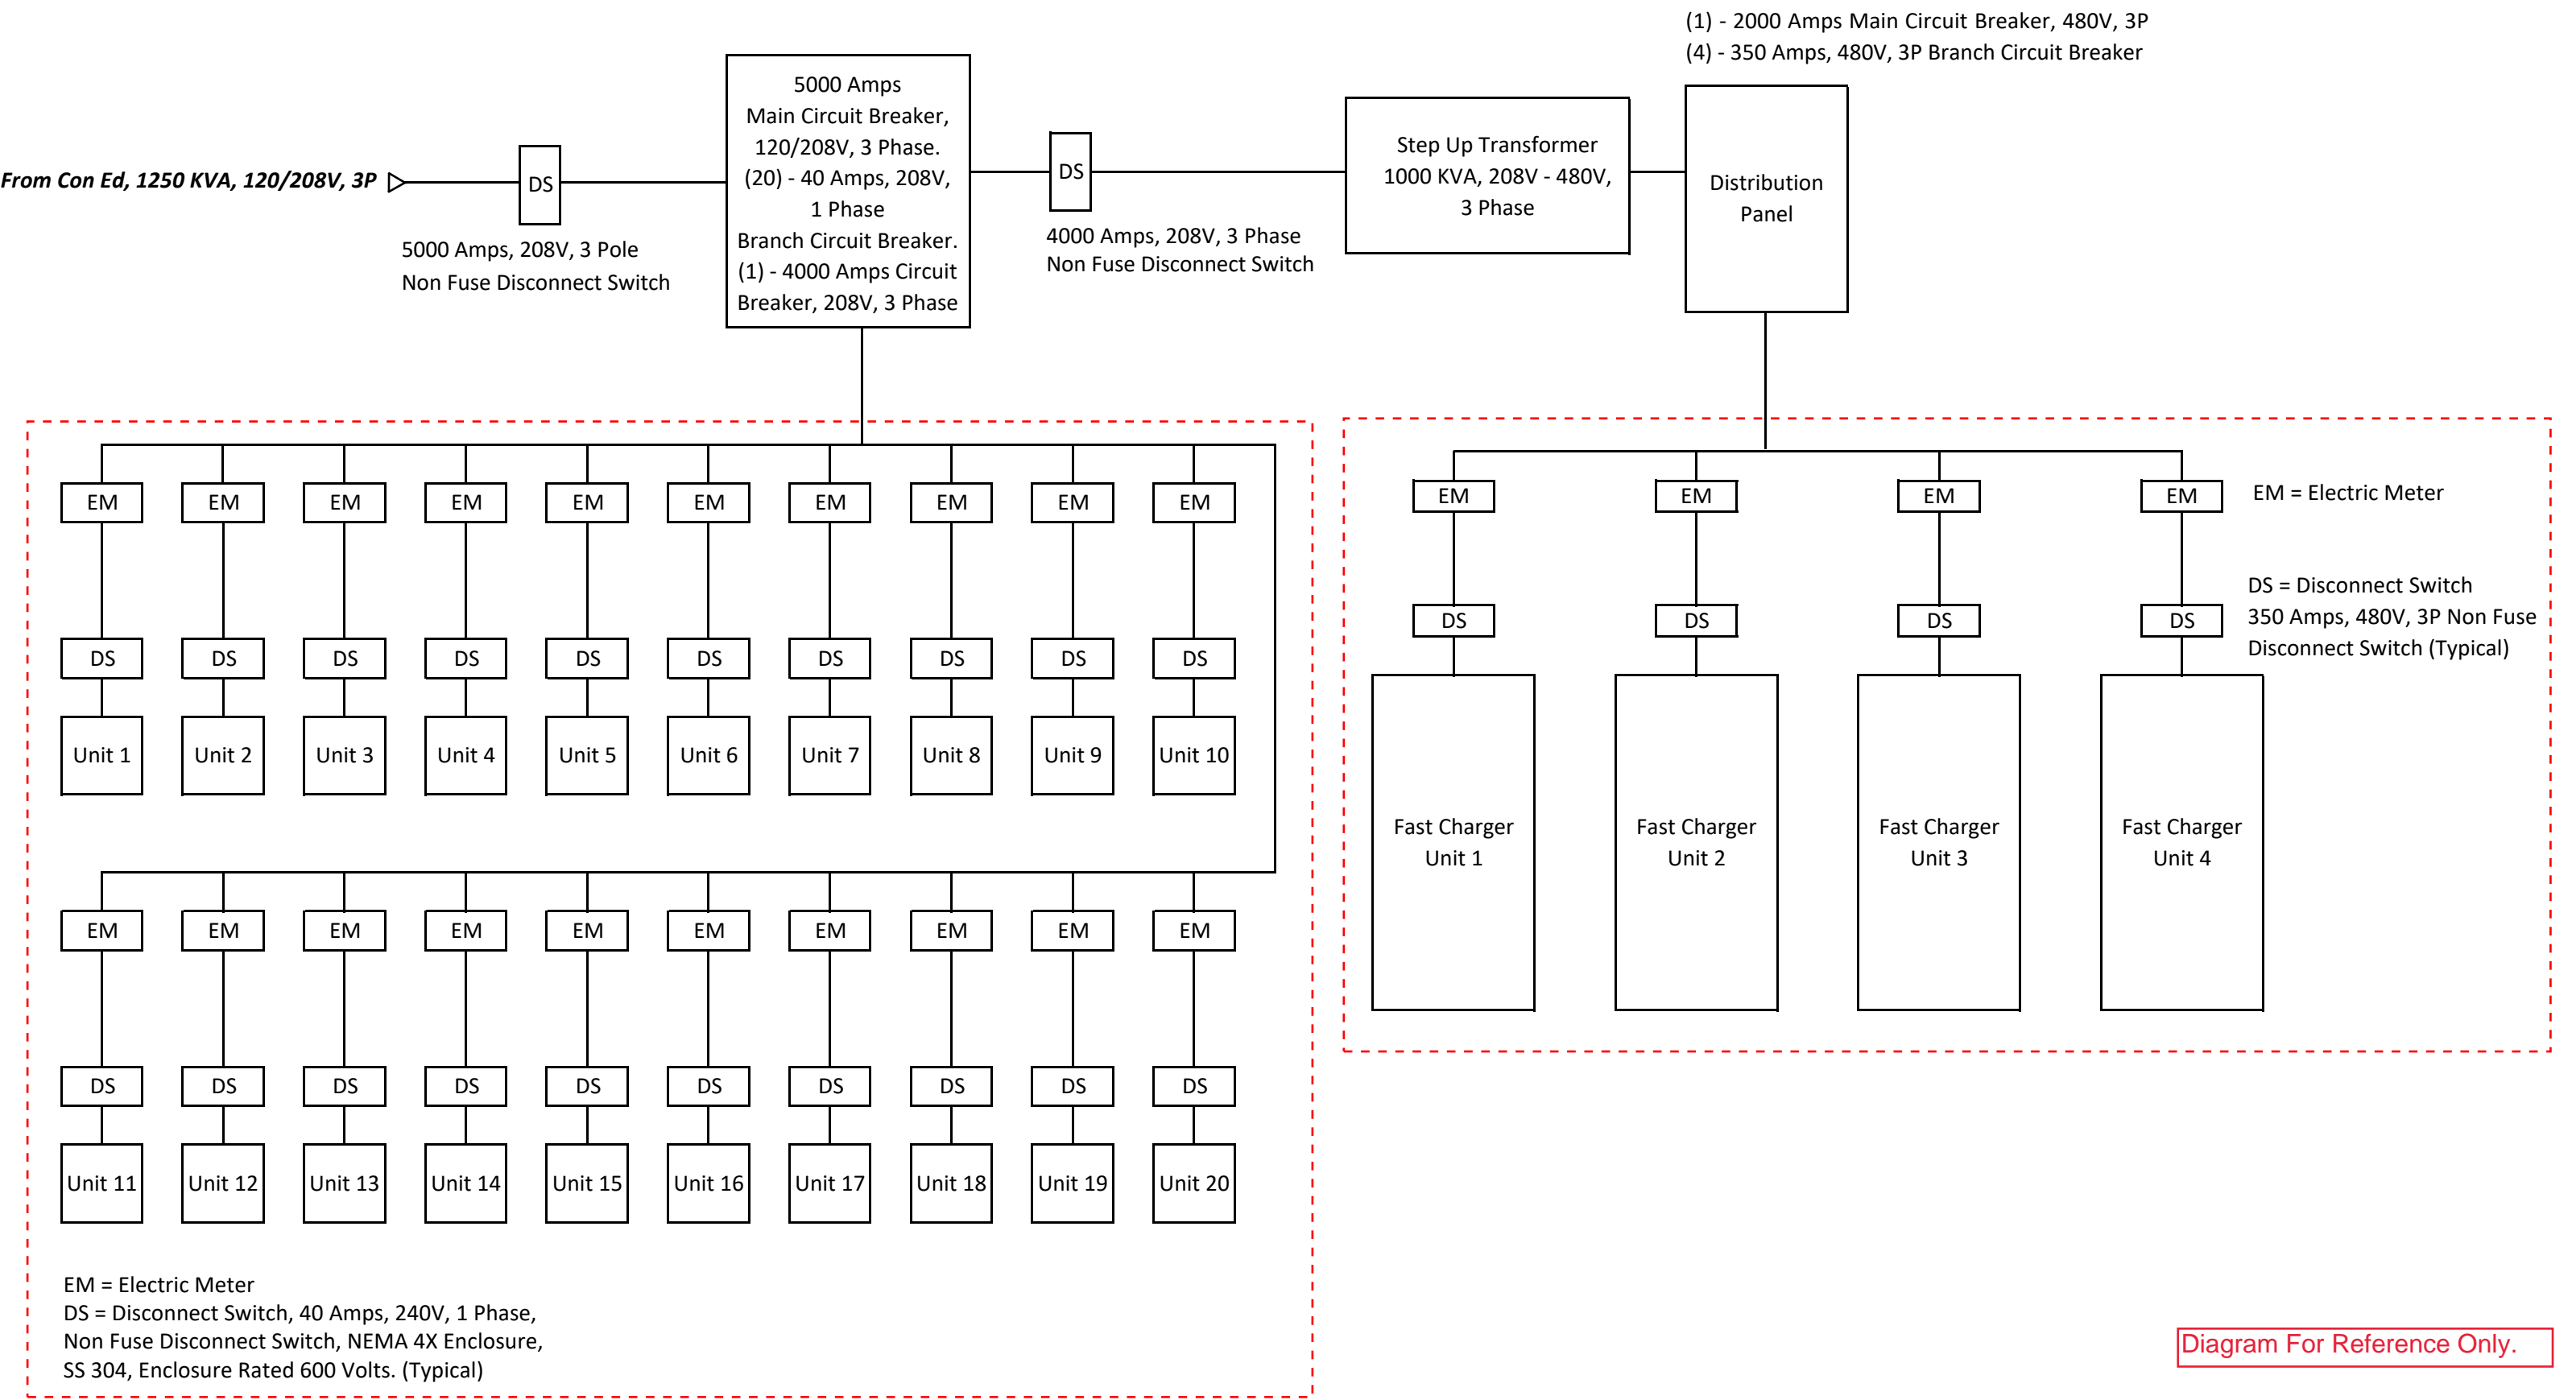 (1) - 2000 Amps Main Circuit Breaker, 480V, 3P
(4) - 350 Amps, 480V, 3P Branch Circuit Breaker
From Con Ed, 1250 KVA, 120/208V, 3P
DS
5000 Amps, 208V, 3 Pole
Non Fuse Disconnect Switch
5000 Amps
Main Circuit Breaker,
120/208V, 3 Phase.
(20) - 40 Amps, 208V,
1 Phase
Branch Circuit Breaker.
(1) - 4000 Amps Circuit
Breaker, 208V, 3 Phase
DS
4000 Amps, 208V, 3 Phase
Non Fuse Disconnect Switch
Step Up Transformer
1000 KVA, 208V - 480V,
3 Phase
Distribution
Panel
EM EM EM EM EM EM EM EM EM EM
DS DS DS DS DS DS DS DS DS DS
Unit 1 Unit 2 Unit 3 Unit 4 Unit 5 Unit 6 Unit 7 Unit 8 Unit 9 Unit 10
EM EM EM EM EM EM EM EM EM EM
DS DS DS DS DS DS DS DS DS DS
Unit 11 Unit 12 Unit 13 Unit 14 Unit 15 Unit 16 Unit 17 Unit 18 Unit 19 Unit 20
EM = Electric Meter
DS = Disconnect Switch, 40 Amps, 240V, 1 Phase,
Non Fuse Disconnect Switch, NEMA 4X Enclosure,
SS 304, Enclosure Rated 600 Volts. (Typical)
EM EM EM EM
EM = Electric Meter
DS DS DS DS
DS = Disconnect Switch
350 Amps, 480V, 3P Non Fuse
Disconnect Switch (Typical)
Fast Charger
Unit 1
Fast Charger
Unit 2
Fast Charger
Unit 3
Fast Charger
Unit 4
Diagram For Reference Only.